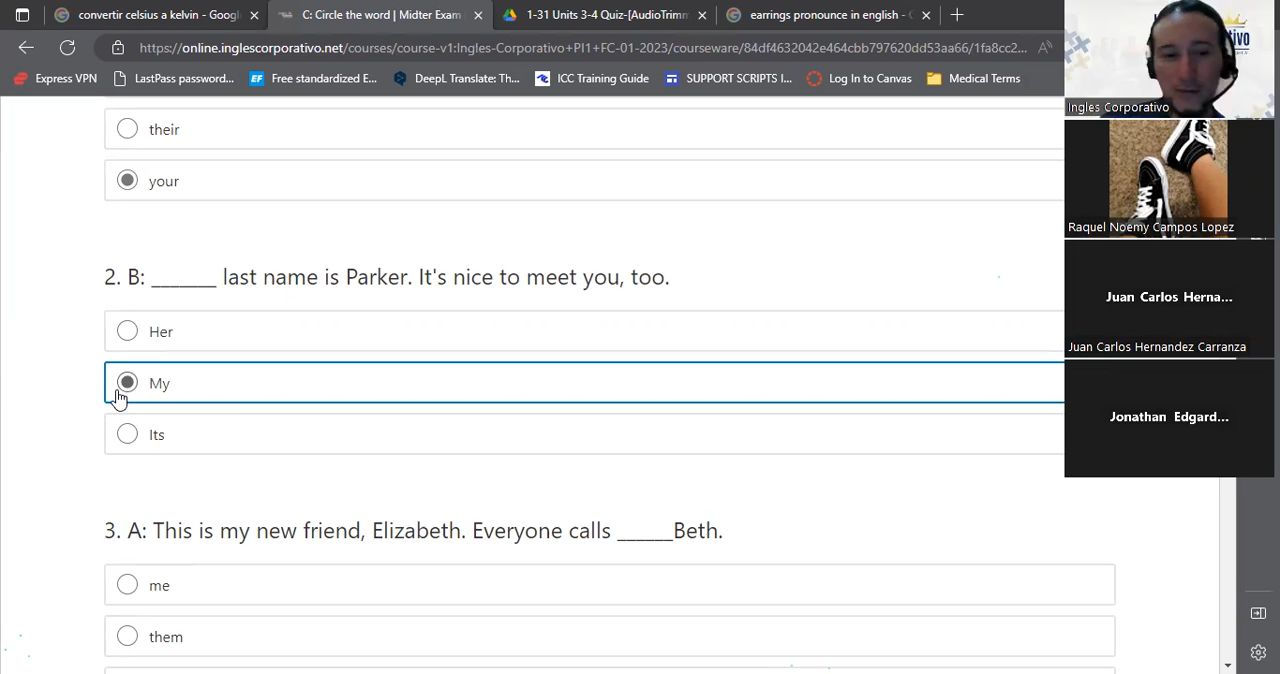 convertir celsius a kelvin - Googl
C: Circle the word | Midter Exam
1-31 Units 3-4 Quiz-[AudioTrimm
earrings pronounce in english - G
https://online.inglescorporativo.net/courses/course-v1:Ingles-Corporativo+PI1+FC-01-2023/courseware/84df4632042e464cbb797620dd53aa66/1fa8cc2...
Express VPN
LastPass password...
EF Free standardized E...
DeepL Translate: Th...
ICC Training Guide
SUPPORT SCRIPTS I...
Log In to Canvas
Medical Terms
Ingles Corporativo
their
your
Raquel Noemy Campos Lopez
2. B: _______ last name is Parker. It's nice to meet you, too.
Her
My
Its
Juan Carlos Herna...
Juan Carlos Hernandez Carranza
Jonathan Edgard...
3. A: This is my new friend, Elizabeth. Everyone calls ______Beth.
me
them